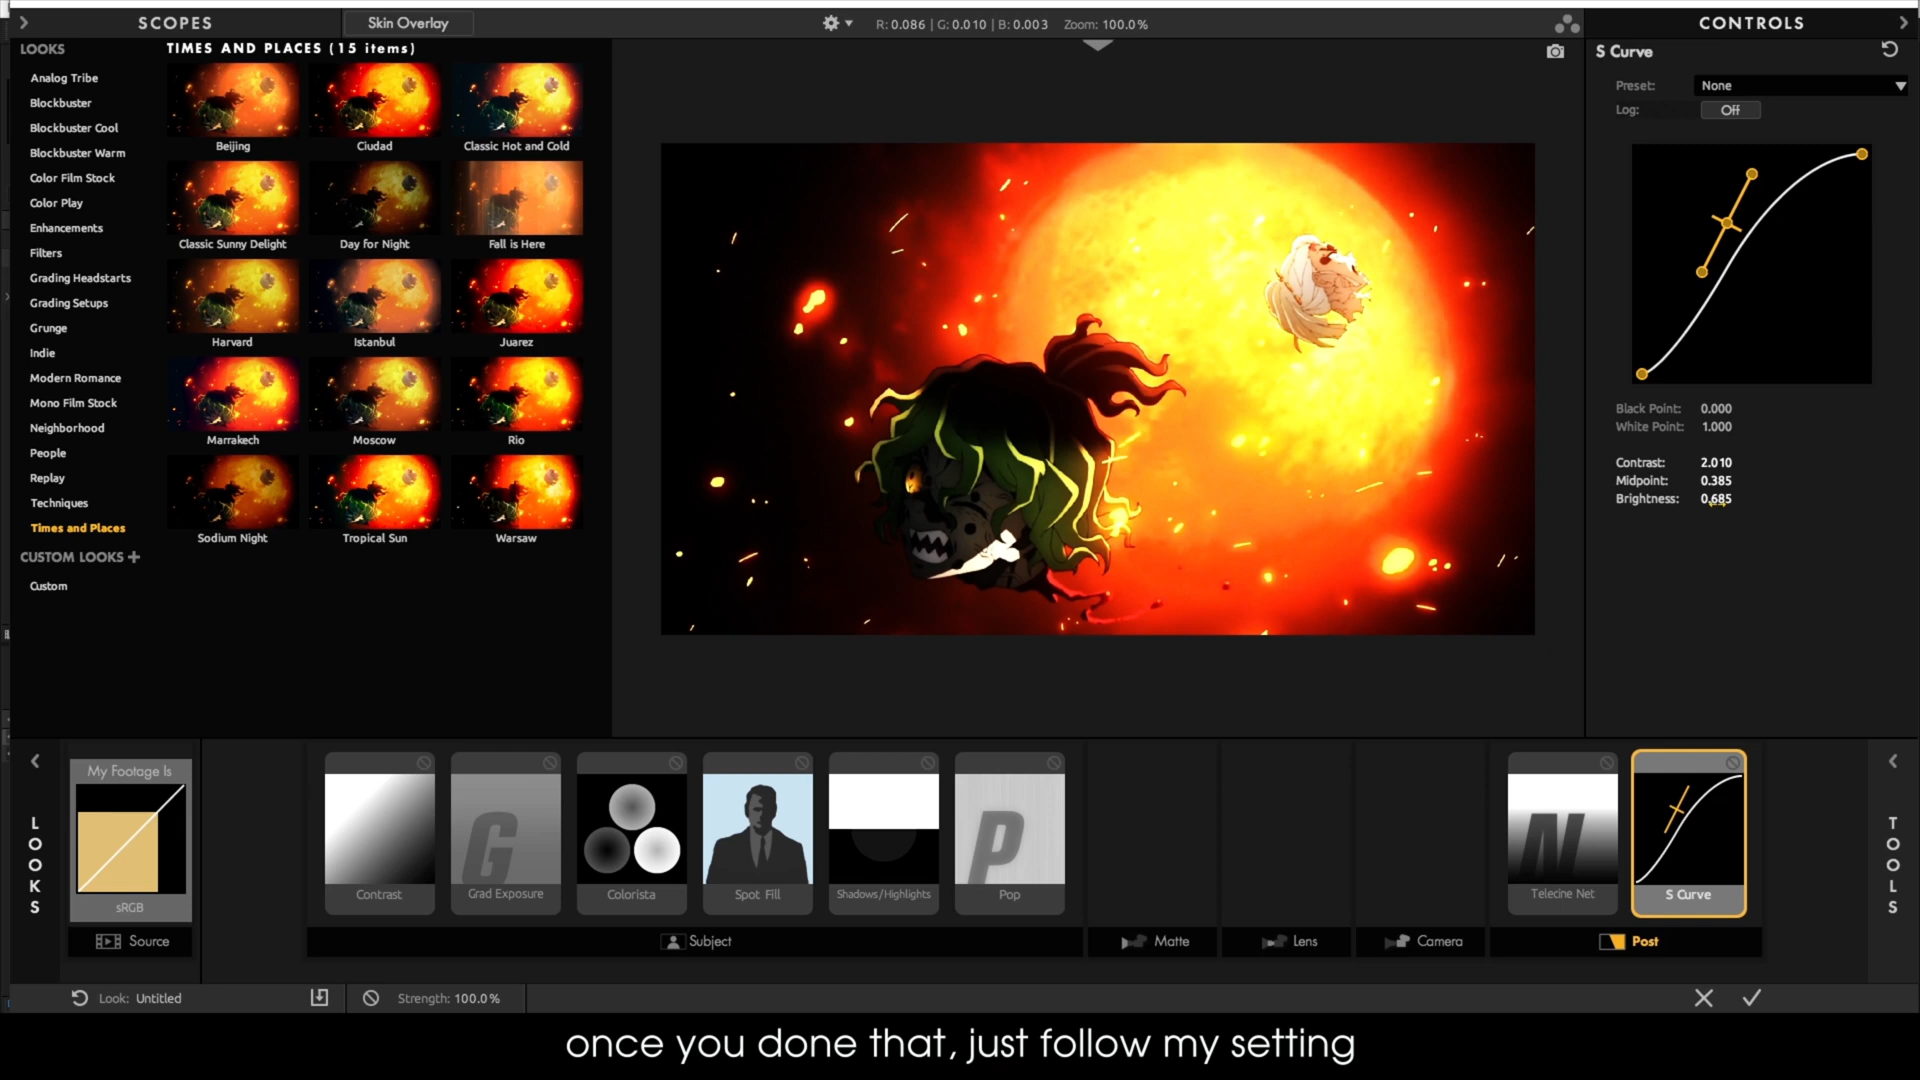 SCOPES
Skin Overlay
R: 0.086 | G: 0.010 | B: 0.003 Zoom: 100.0%
CONTROLS
LOOKS
Analog Tribe
Blockbuster
Blockbuster Cool
Blockbuster Warm
Color Film Stock
Color Play
Enhancements
Filters
Grading Headstarts
Grading Setups
Grunge
Indie
Modern Romance
Mono Film Stock
Neighborhood
People
Replay
Techniques
Times and Places
CUSTOM LOOKS +
Custom
TIMES AND PLACES (15 items)
Beijing
Ciudad
Classic Hot and Cold
Classic Sunny Delight
Day for Night
Fall is Here
Harvard
Istanbul
Juarez
Marrakech
Moscow
Rio
Sodium Night
Tropical Sun
Warsaw
S Curve
Preset: None
Log: Off
Black Point: 0.000
White Point: 1.000
Contrast: 2.010
Midpoint: 0.385
Brightness: 0.685
LOOKS
My Footage Is
sRGB
Source
Contrast
G
Grad Exposure
Colorista
Spot Fill
Shadows/Highlights
P
Pop
Subject
Matte
Lens
Camera
N
Telecine Net
S Curve
Post
TOOLS
Look: Untitled
Strength: 100.0%
once you done that, just follow my setting